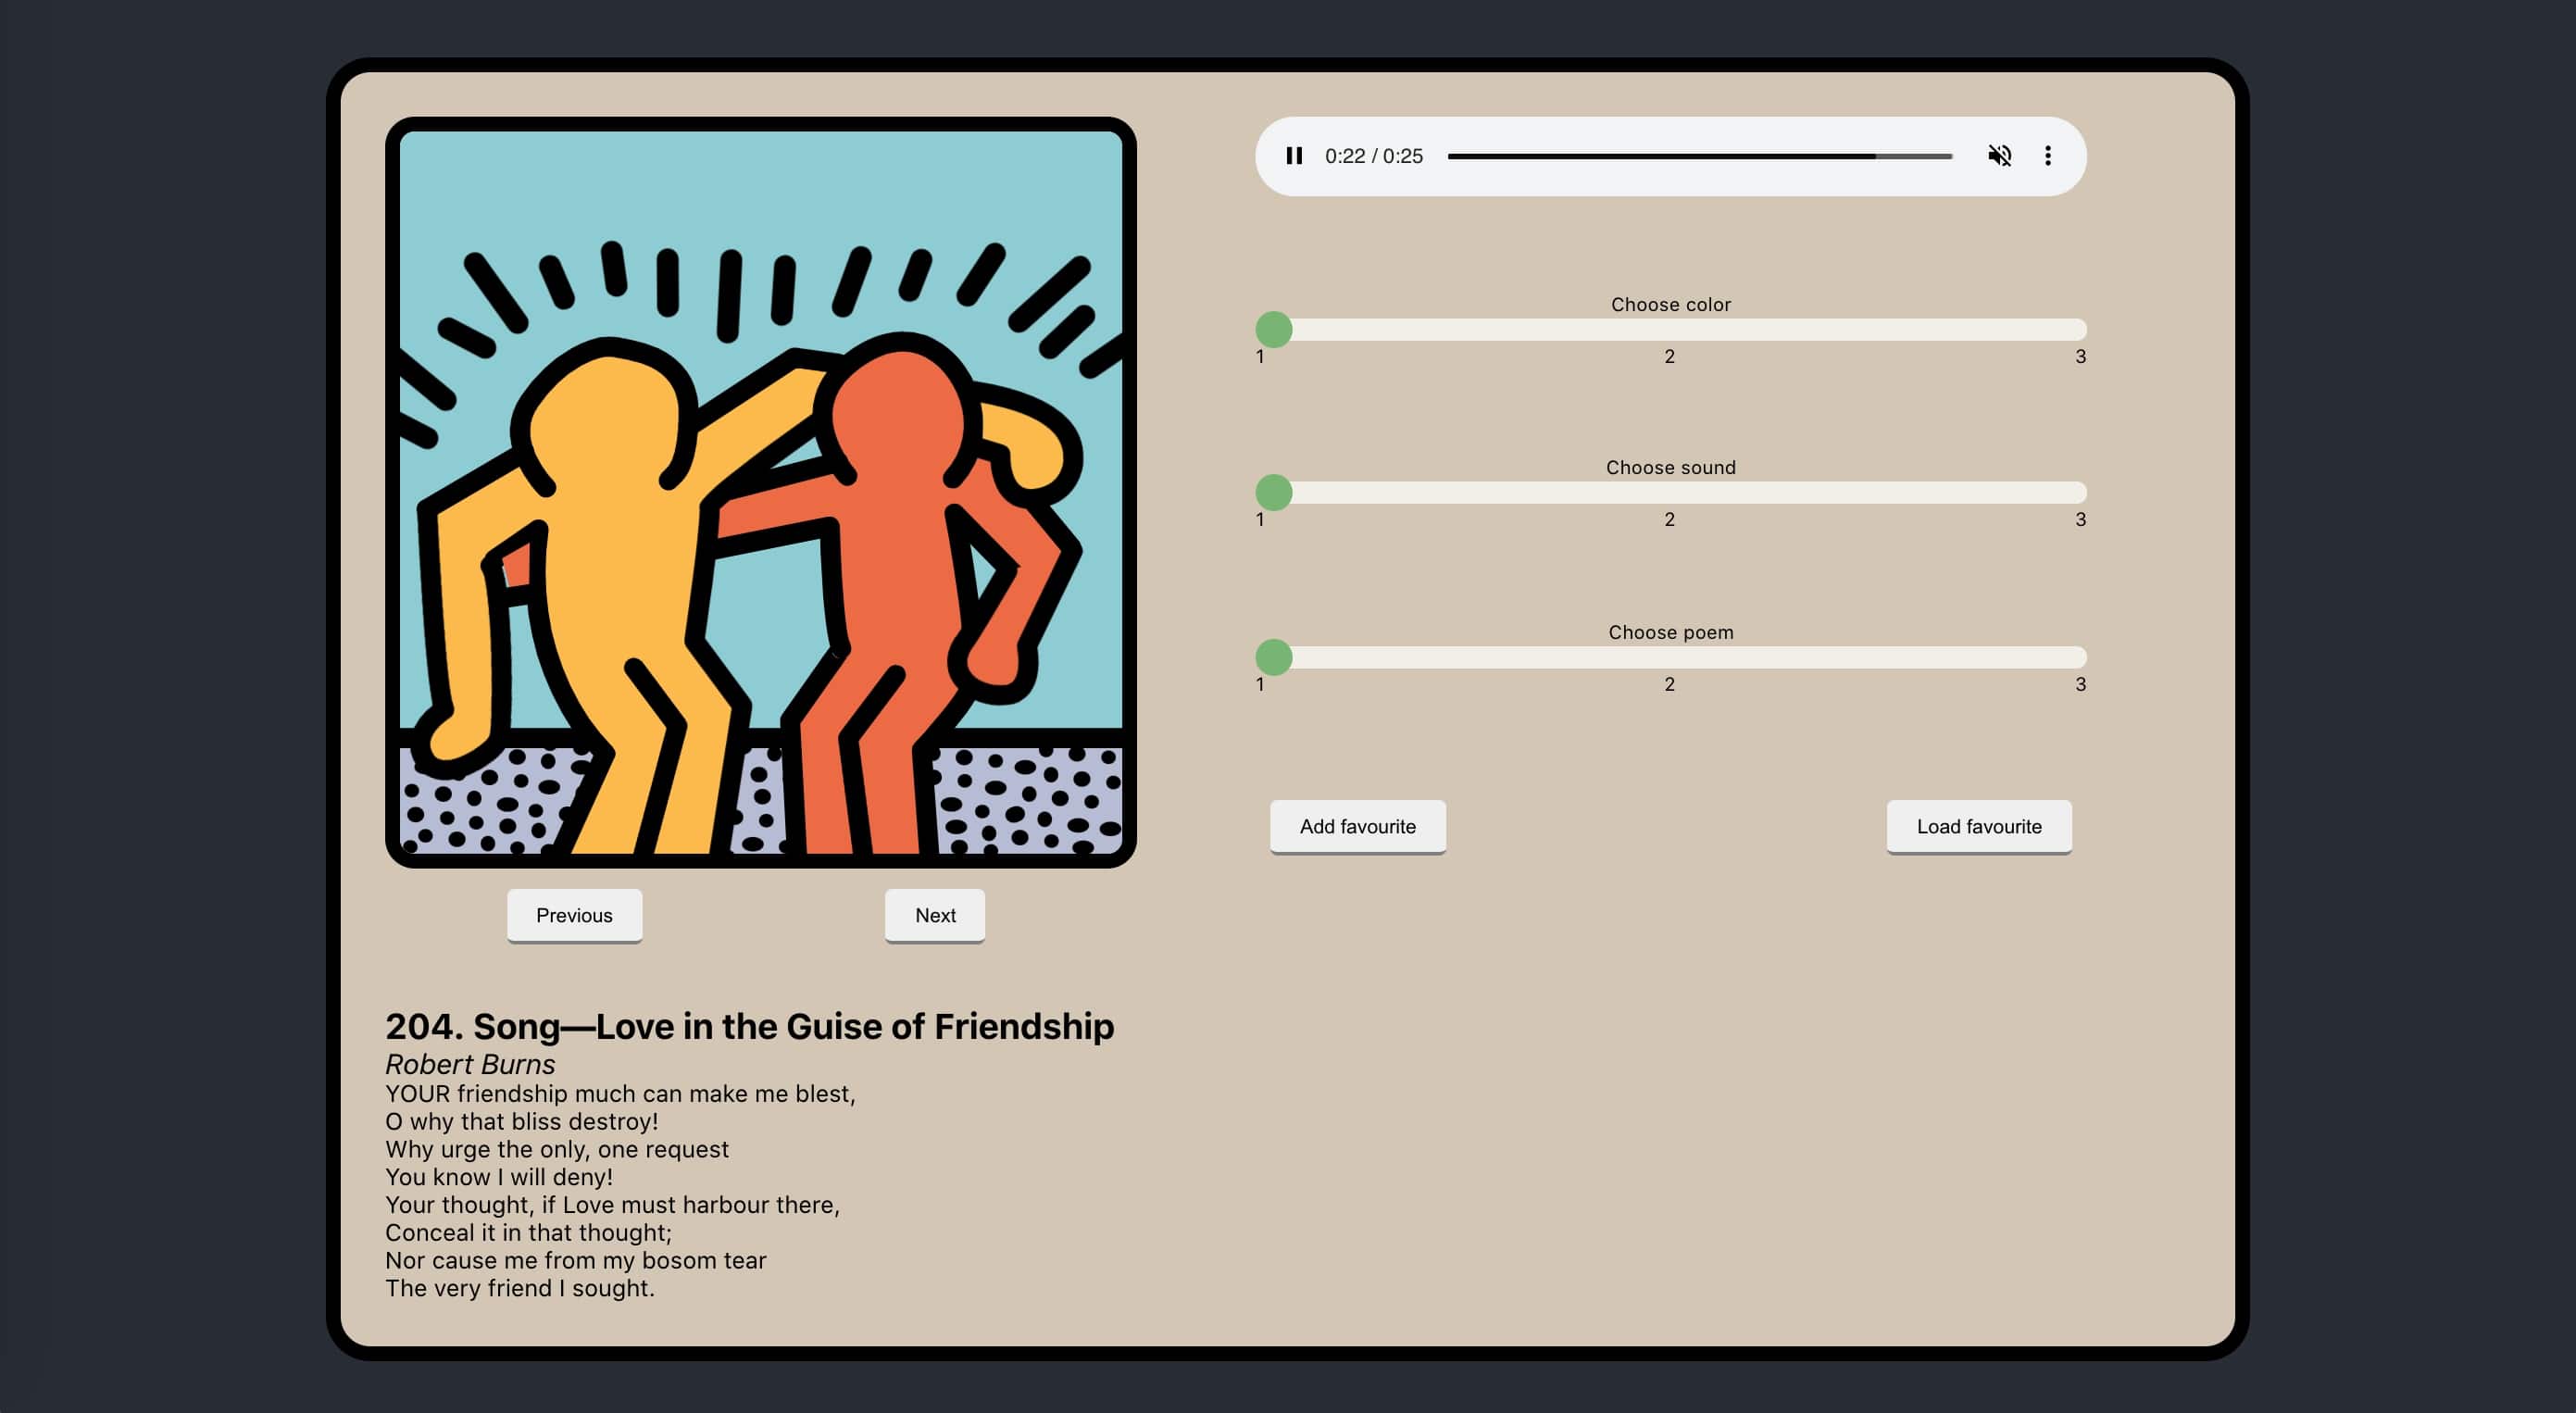 0:22 / 0:25
Choose color
1 2 3
Choose sound
1 2 3
Choose poem
1 2 3
Add favourite
Load favourite
Previous
Next
204. Song—Love in the Guise of Friendship
Robert Burns
YOUR friendship much can make me blest,
O why that bliss destroy!
Why urge the only, one request
You know I will deny!
Your thought, if Love must harbour there,
Conceal it in that thought;
Nor cause me from my bosom tear
The very friend I sought.